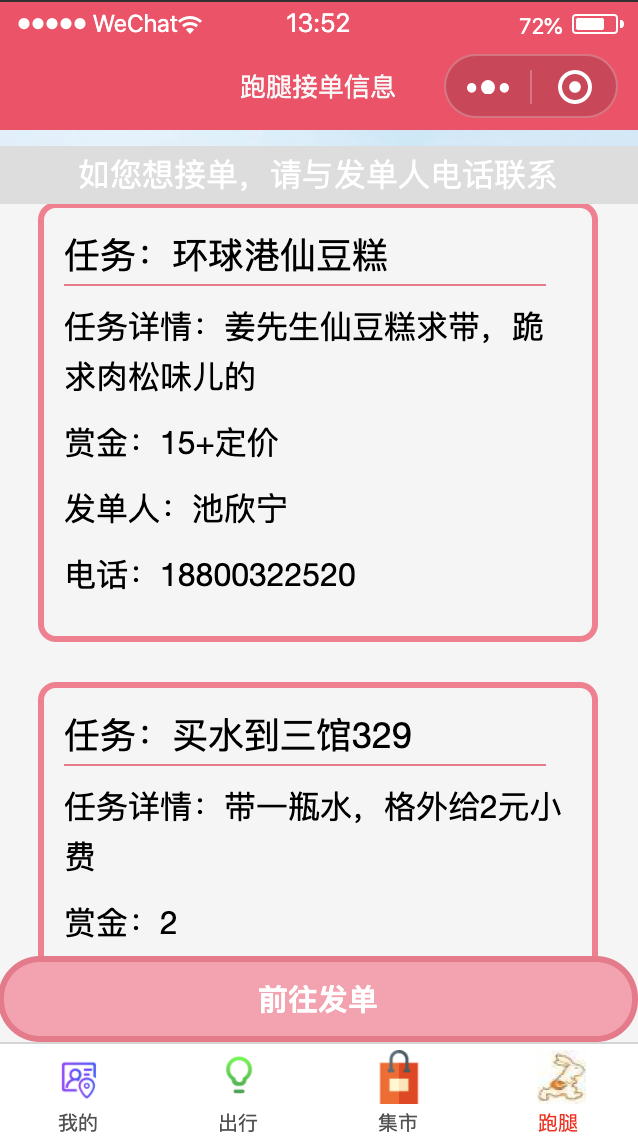 WeChat 13:52 72%
跑腿接单信息
如您想接单，请与发单人电话联系
任务：环球港仙豆糕
任务详情：姜先生仙豆糕求带，跪
求肉松味儿的
赏金：15+定价
发单人：池欣宁
电话：18800322520
任务：买水到三馆329
任务详情：带一瓶水，格外给2元小
费
赏金：2
前往发单
我的 出行 集市 跑腿